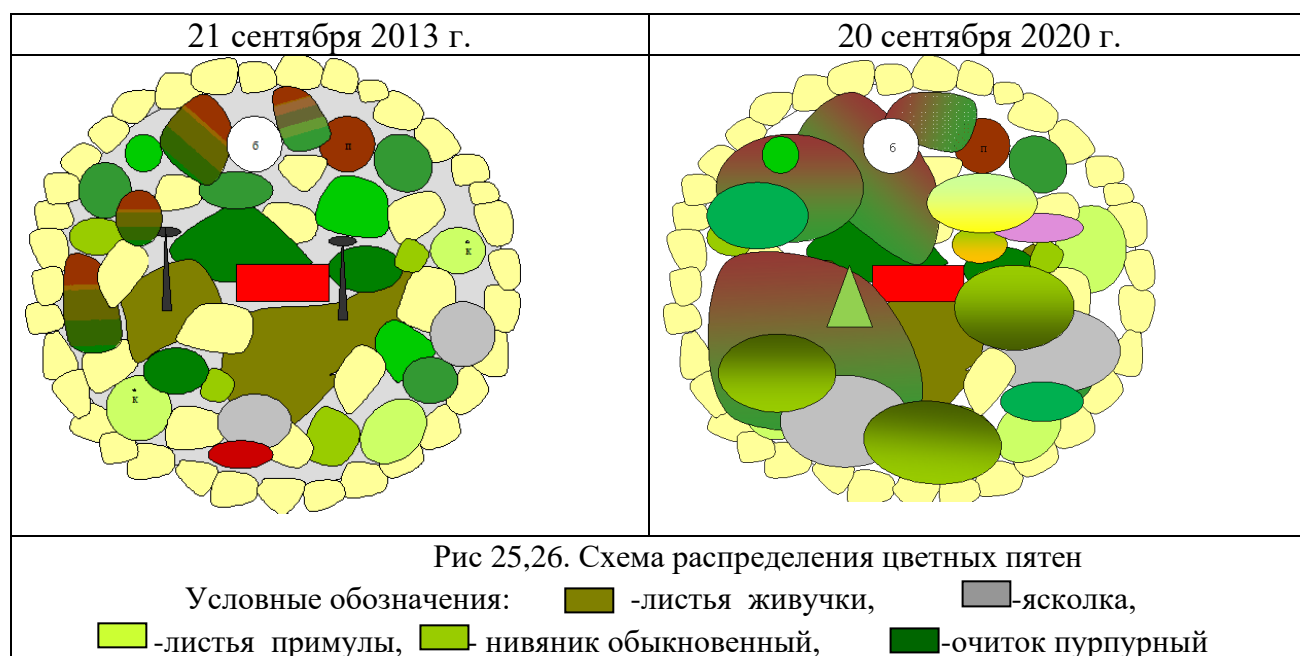 21 сентября 2013 г.
20 сентября 2020 г.
б
п
к
к
б
п
Рис 25,26. Схема распределения цветных пятен
Условные обозначения: -листья живучки, -ясколка,
-листья примулы, - нивяник обыкновенный, -очиток пурпурный